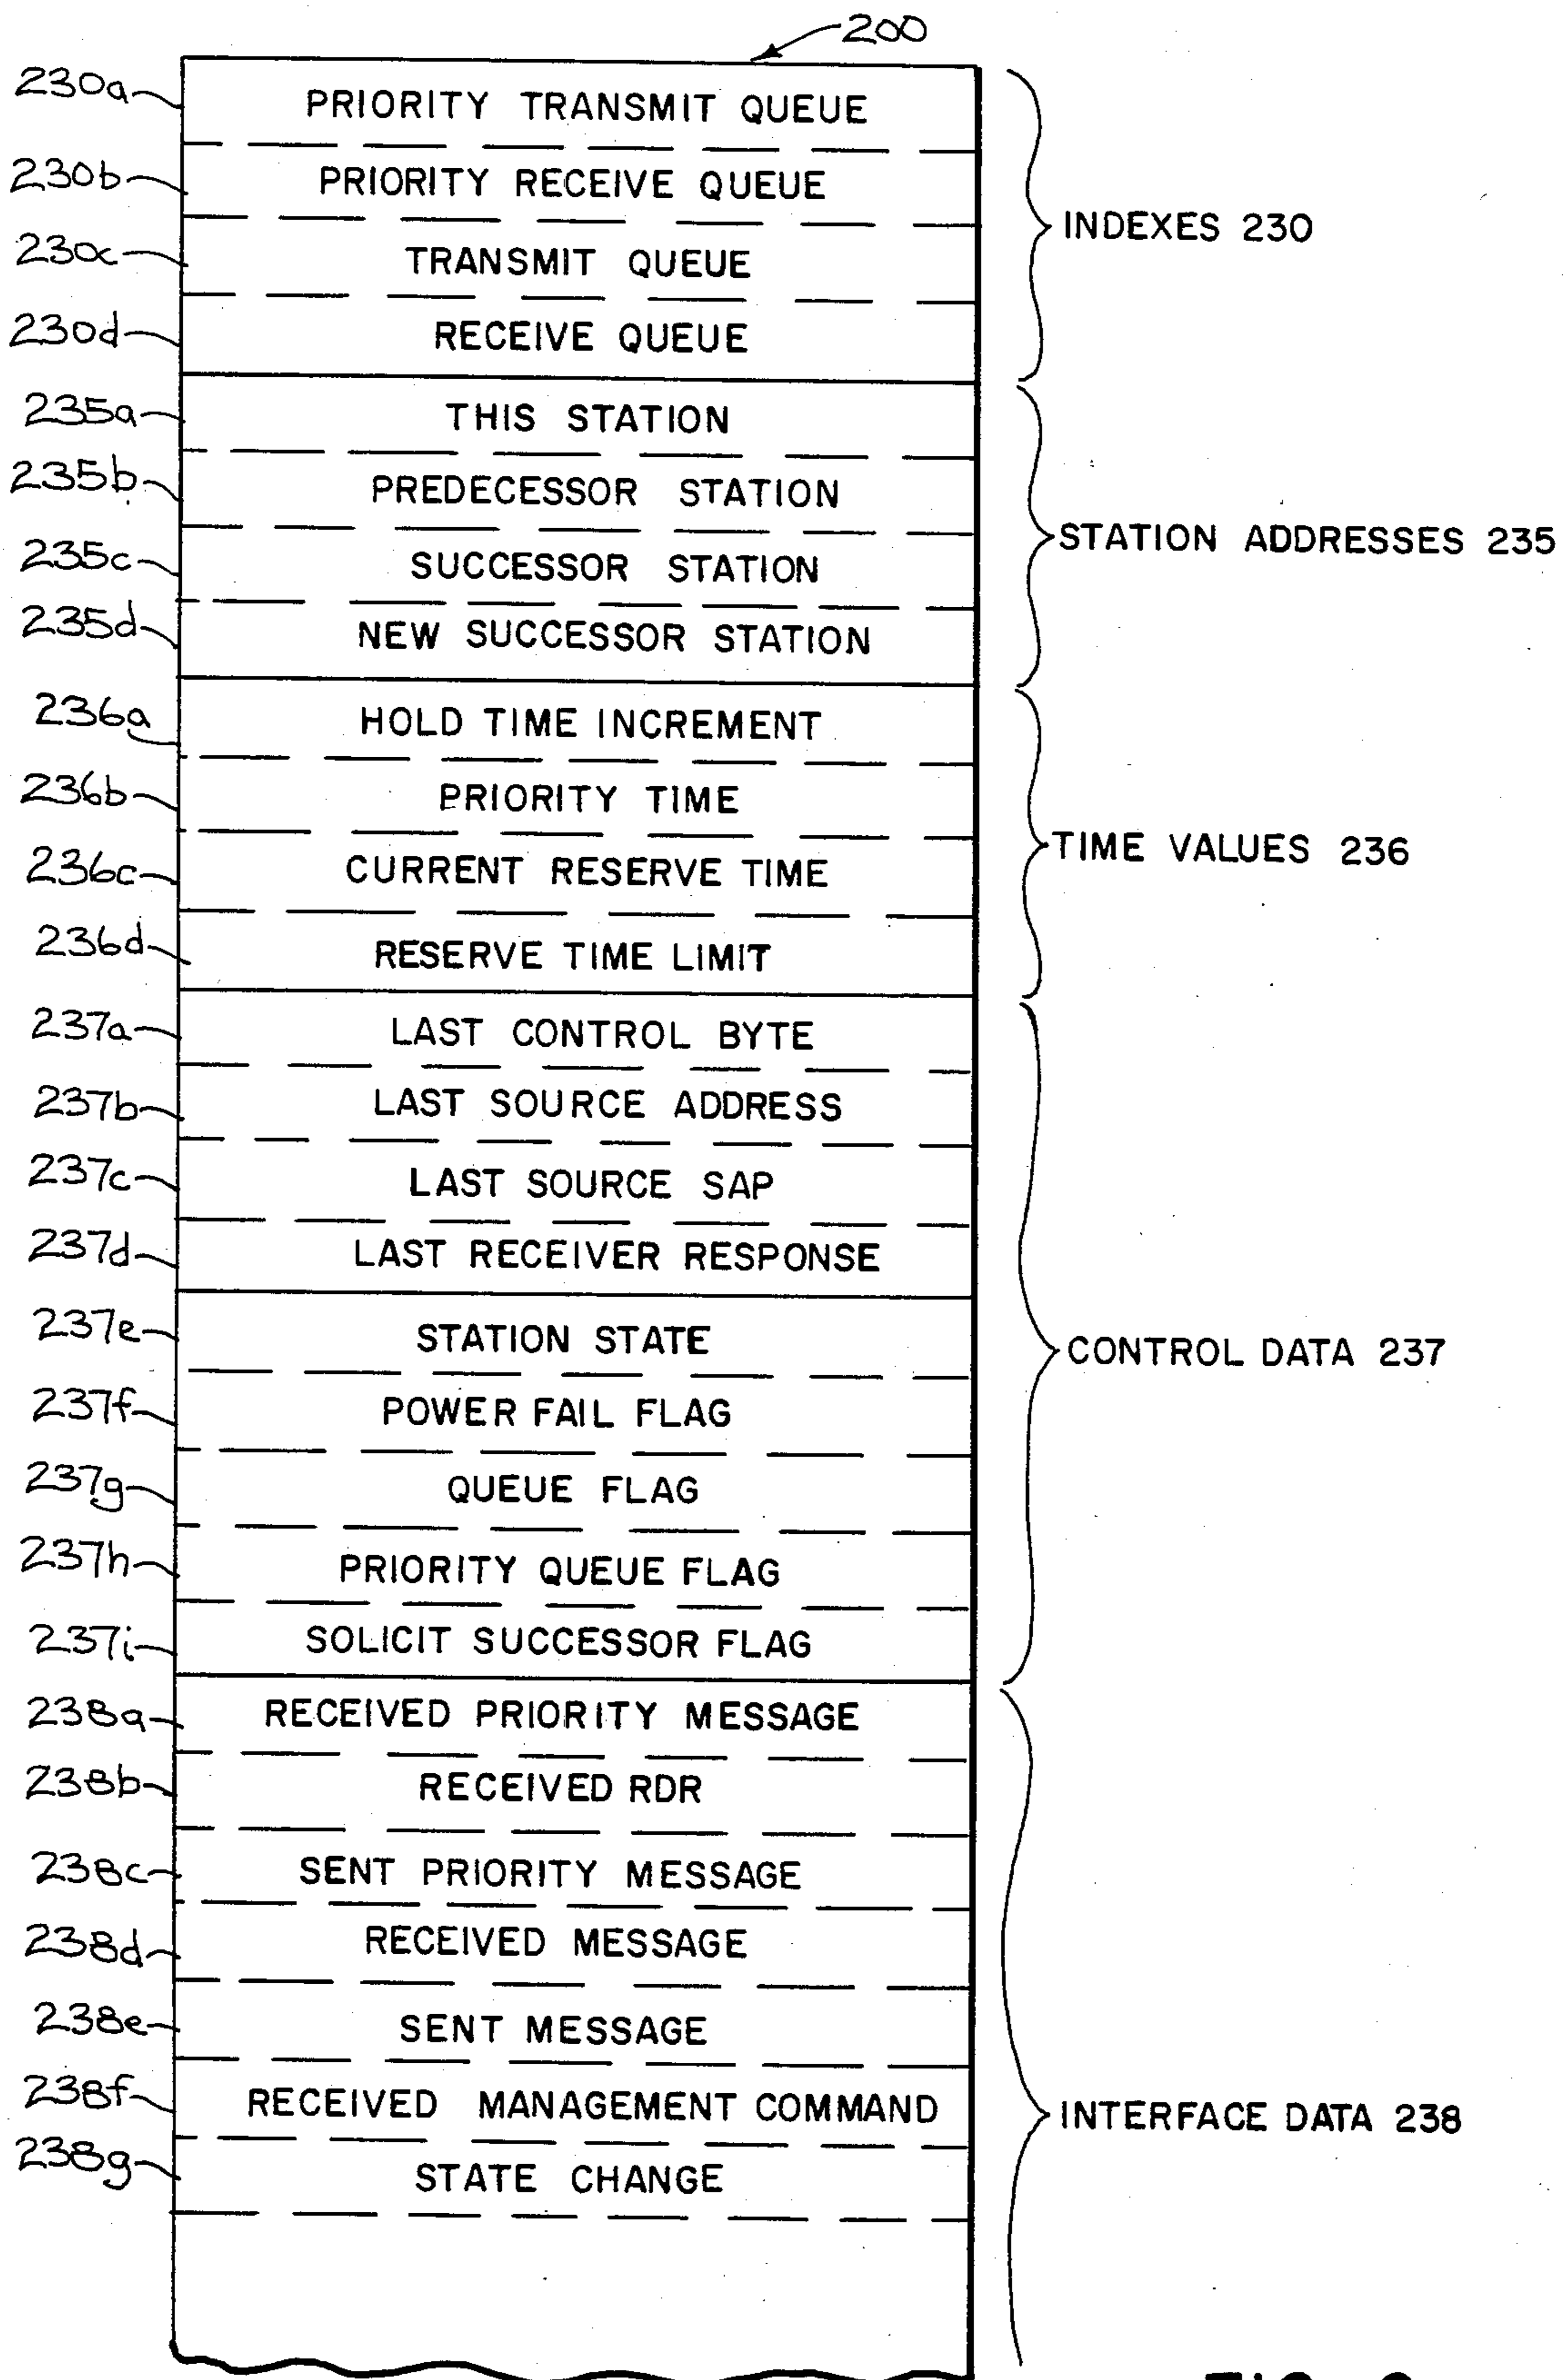 200
230a PRIORITY TRANSMIT QUEUE
230b PRIORITY RECEIVE QUEUE
INDEXES 230
230c TRANSMIT QUEUE
230d RECEIVE QUEUE
235a THIS STATION
235b PREDECESSOR STATION
STATION ADDRESSES 235
235c SUCCESSOR STATION
235d NEW SUCCESSOR STATION
236a HOLD TIME INCREMENT
236b PRIORITY TIME
TIME VALUES 236
236c CURRENT RESERVE TIME
236d RESERVE TIME LIMIT
237a LAST CONTROL BYTE
237b LAST SOURCE ADDRESS
237c LAST SOURCE SAP
237d LAST RECEIVER RESPONSE
237e STATION STATE
CONTROL DATA 237
237f POWER FAIL FLAG
237g QUEUE FLAG
237h PRIORITY QUEUE FLAG
237i SOLICIT SUCCESSOR FLAG
238a RECEIVED PRIORITY MESSAGE
238b RECEIVED RDR
238c SENT PRIORITY MESSAGE
238d RECEIVED MESSAGE
238e SENT MESSAGE
238f RECEIVED MANAGEMENT COMMAND
INTERFACE DATA 238
238g STATE CHANGE